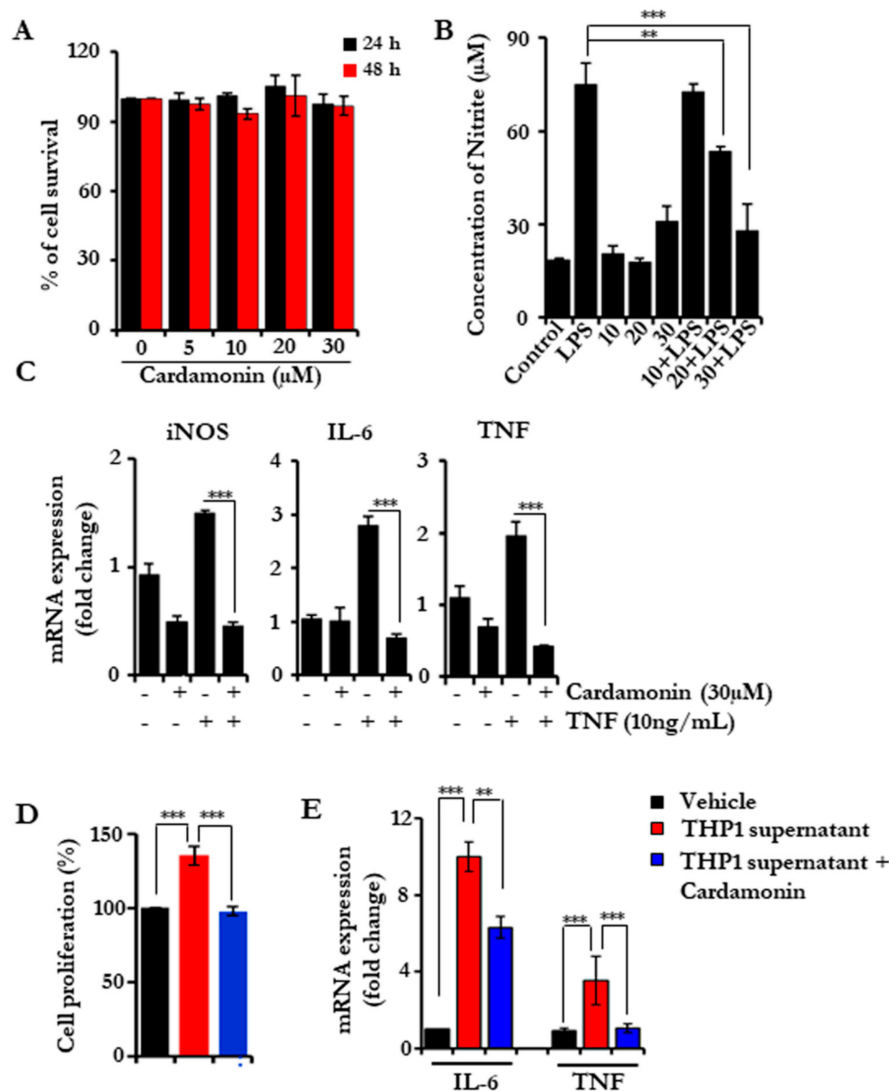 A
24 h
48 h
% of cell survival
120
90
60
30
0
0 5 10 20 30
Cardamonin (µM)
B
***
**
Concentration of Nitrite (µM)
90
60
30
0
Control
LPS
10
20
30
10+LPS
20+LPS
30+LPS
C
mRNA expression
(fold change)
iNOS
2
1
0
***
IL-6
4
3
2
1
0
***
TNF
3
2
1
0
***
- + - + - + - + - + - + Cardamonin (30µM)
- - + + - - + + - - + + TNF (10ng/mL)
D
*** ***
Cell proliferation (%)
150
100
50
0
E
mRNA expression
(fold change)
12
8
4
0
*** **
*** ***
IL-6 TNF
Vehicle
THP1 supernatant
THP1 supernatant +
Cardamonin